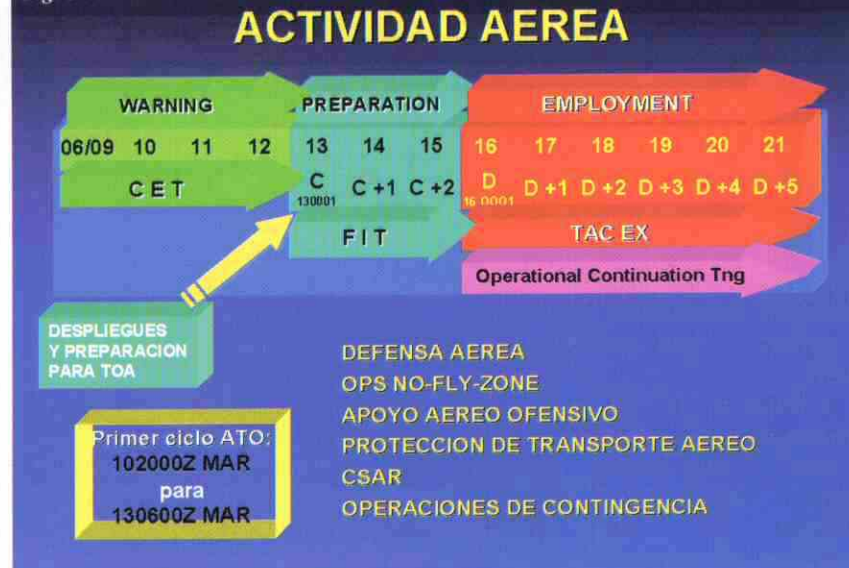 ACTIVIDAD AEREA
WARNING PREPARATION EMPLOYMENT
06/09 10 11 12 13 14 15 16 17 18 19 20 21
CET C C+1 C+2 D D+1 D+2 D+3 D+4 D+5
130001 16 0001
FIT TAC EX
Operational Continuation Tng
DESPLIEGUES
Y PREPARACION
PARA TOA
DEFENSA AEREA
OPS NO-FLY-ZONE
APOYO AEREO OFENSIVO
PROTECCION DE TRANSPORTE AEREO
CSAR
OPERACIONES DE CONTINGENCIA
Primer ciclo ATO:
102000Z MAR
para
130600Z MAR